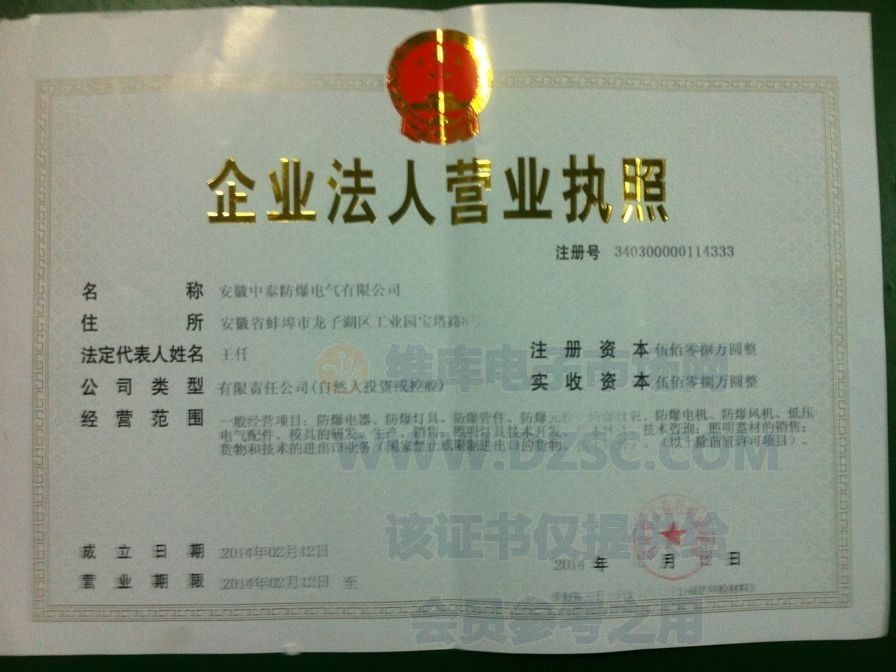 企业法人营业执照
注册号 340300000114333
名称 安徽中泰防爆电气有限公司
住所 安徽省蚌埠市龙子湖区工业园宝塔路8号
法定代表人姓名 王仟
注册资本 伍佰零捌万圆整
公司类型 有限责任公司(自然人投资或控股)
实收资本 伍佰零捌万圆整
经营范围 一般经营项目：防爆电器、防爆灯具、防爆管件、防爆元件、防爆仪表、防爆电机、防爆风机、低压
电气配件、模具的研发、生产、销售；照明灯具技术开发、技术咨询；照明器材的销售；
货物和技术的进出口业务（国家禁止或限制进出口的货物、（以上除前置许可项目）。
成立日期 2014年02月12日
2014 年 月 12 日
营业期限 2014年02月12日 至
维库电子市场网
WWW.DZSC.COM
该证书仅提供给
会员参考之用